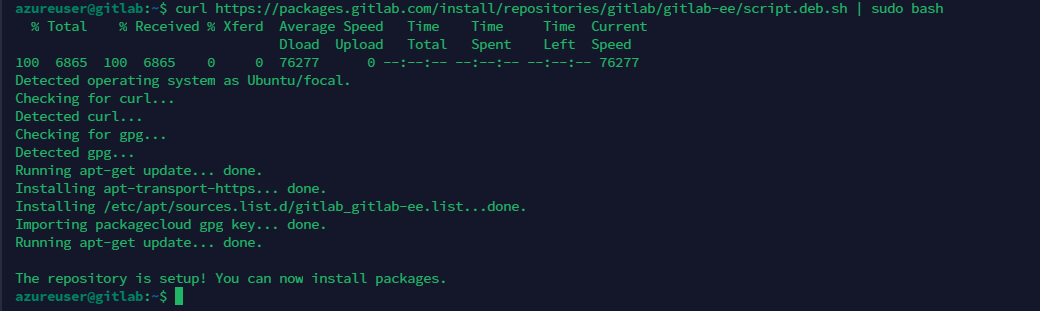 azureuser@gitlab:~$ curl https://packages.gitlab.com/install/repositories/gitlab/gitlab-ee/script.deb.sh | sudo bash
  % Total    % Received % Xferd  Average Speed   Time    Time     Time  Current
                                 Dload  Upload   Total   Spent    Left  Speed
100  6865  100  6865    0     0  76277      0 --:--:-- --:--:-- --:--:-- 76277
Detected operating system as Ubuntu/focal.
Checking for curl...
Detected curl...
Checking for gpg...
Detected gpg...
Running apt-get update... done.
Installing apt-transport-https... done.
Installing /etc/apt/sources.list.d/gitlab_gitlab-ee.list...done.
Importing packagecloud gpg key... done.
Running apt-get update... done.

The repository is setup! You can now install packages.
azureuser@gitlab:~$